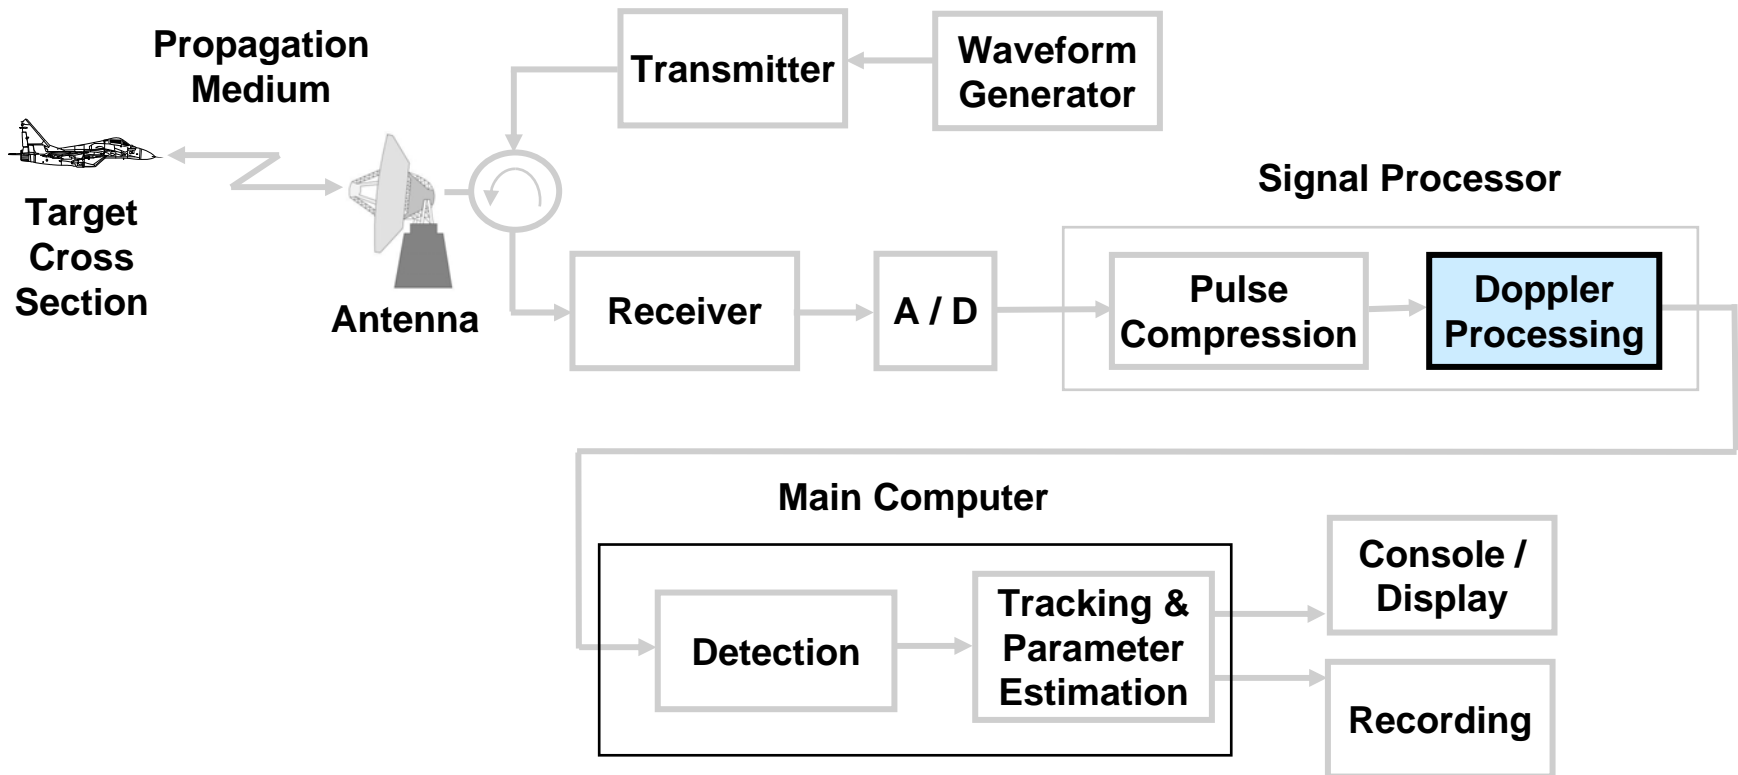 Propagation
Medium
Transmitter
Waveform
Generator
Target
Cross
Section
Antenna
Signal Processor
Receiver
A / D
Pulse
Compression
Doppler
Processing
Main Computer
Detection
Tracking &
Parameter
Estimation
Console /
Display
Recording